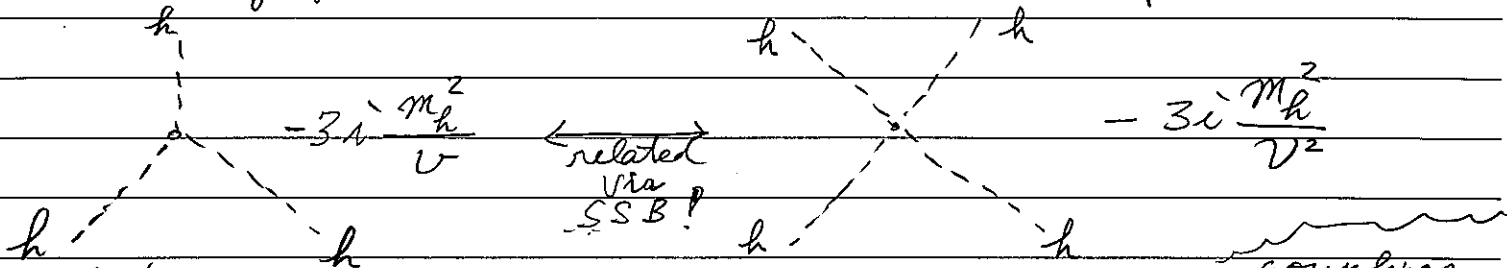 h h h
-3i m_h^2 / v ⟷ - 3i m_h^2 / v^2
related
via
SSB!
h h h h